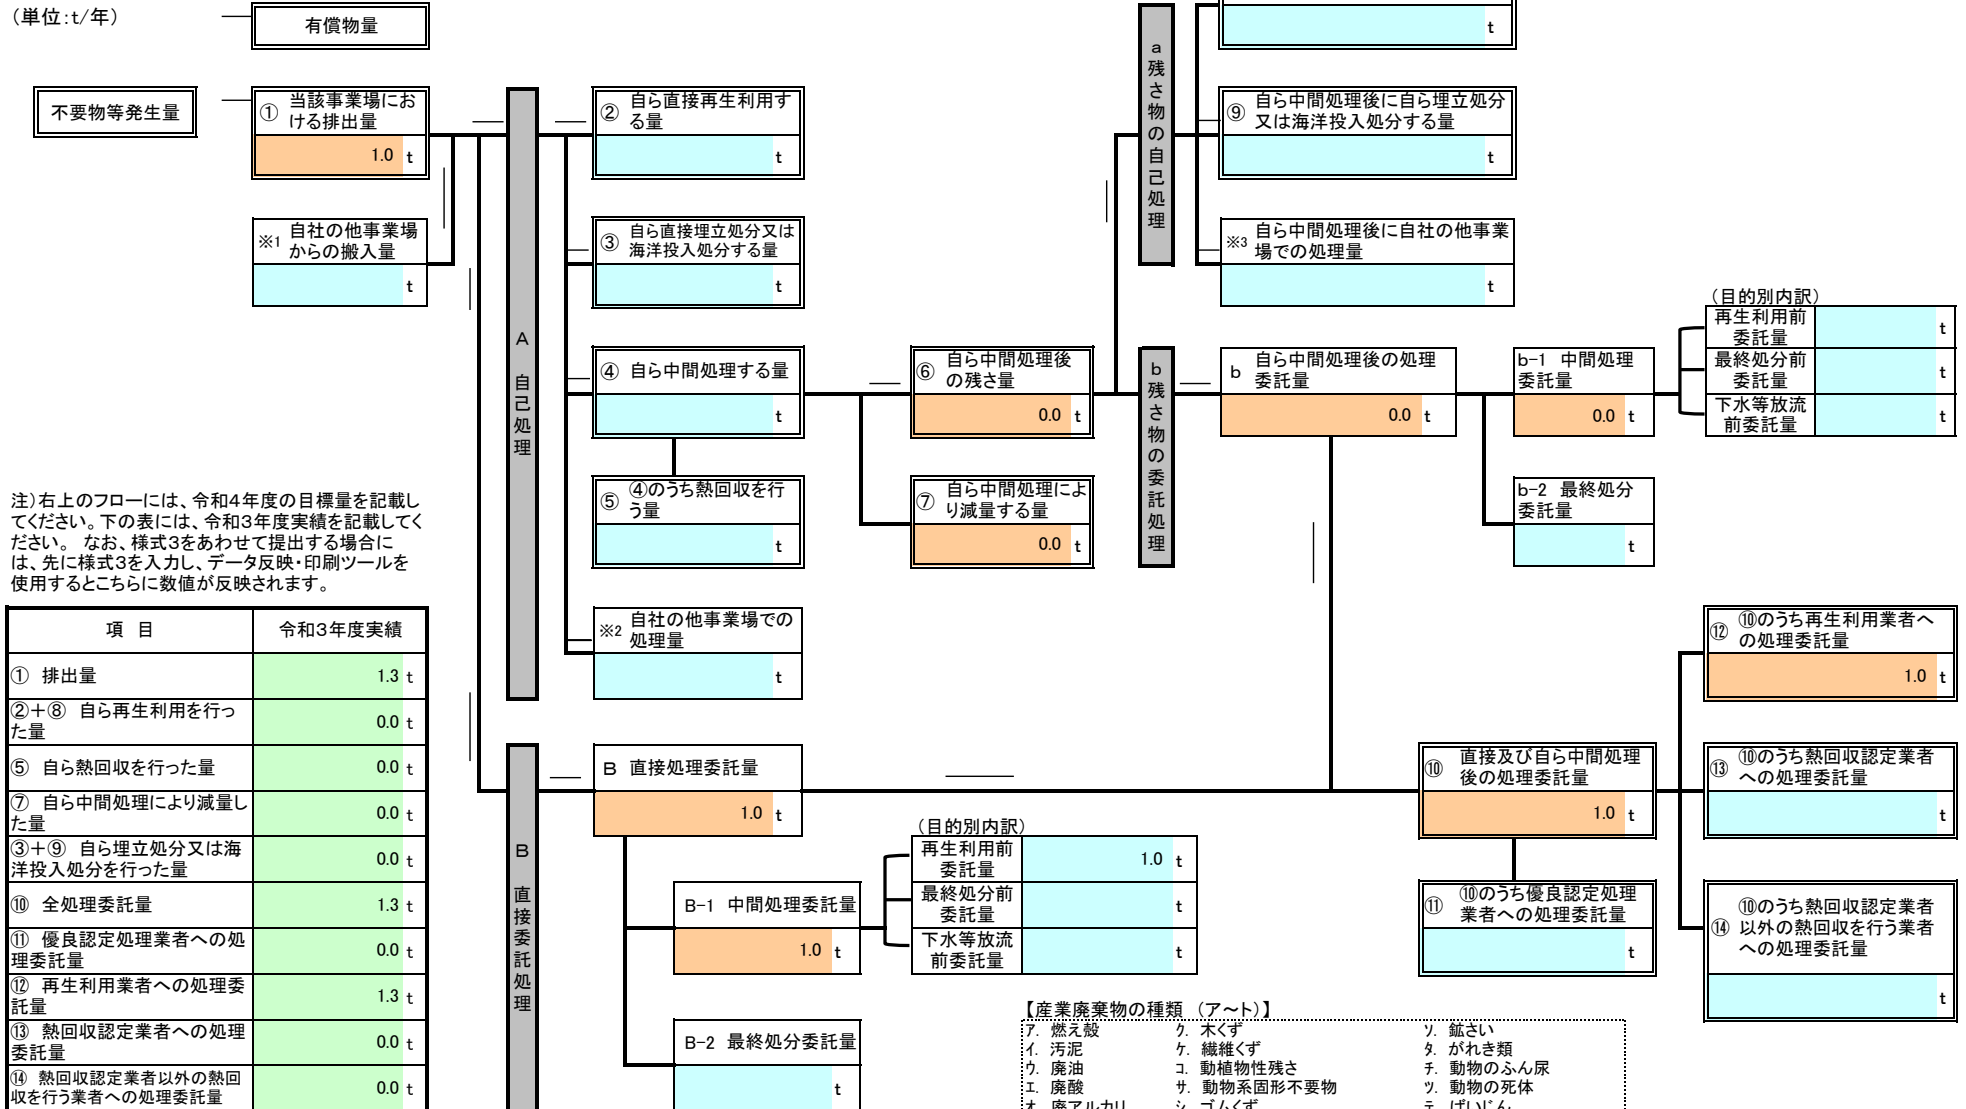 （単位：t/年）
有償物量
t
不要物等発生量
① 当該事業場にお
ける排出量
1.0 t
※1 自社の他事業場
からの搬入量
t
A 自己処理
② 自ら直接再生利用す
る量
t
③ 自ら直接埋立処分又は
海洋投入処分する量
t
④ 自ら中間処理する量
t
⑤ ④のうち熱回収を行
う量
t
※2 自社の他事業場での
処理量
t
⑥ 自ら中間処理後
の残さ量
0.0 t
⑦ 自ら中間処理によ
り減量する量
0.0 t
a 残さ物の自己処理
⑨ 自ら中間処理後に自ら埋立処分
又は海洋投入処分する量
t
※3 自ら中間処理後に自社の他事業
場での処理量
t
b 残さ物の委託処理
b 自ら中間処理後の処理
委託量
0.0 t
b-1 中間処理
委託量
0.0 t
b-2 最終処分
委託量
t
（目的別内訳）
再生利用前
委託量
t
最終処分前
委託量
t
下水等放流
前委託量
t
注）右上のフローには、令和4年度の目標量を記載し
てください。下の表には、令和3年度実績を記載してく
ださい。 なお、様式3をあわせて提出する場合に
は、先に様式3を入力し、データ反映・印刷ツールを
使用するとこちらに数値が反映されます。
項 目 令和3年度実績
① 排出量 1.3 t
②＋⑧ 自ら再生利用を行っ
た量 0.0 t
⑤ 自ら熱回収を行った量 0.0 t
⑦ 自ら中間処理により減量し
た量 0.0 t
③＋⑨ 自ら埋立処分又は海
洋投入処分を行った量 0.0 t
⑩ 全処理委託量 1.3 t
⑪ 優良認定処理業者への処
理委託量 0.0 t
⑫ 再生利用業者への処理委
託量 1.3 t
⑬ 熱回収認定業者への処理
委託量 0.0 t
⑭ 熱回収認定業者以外の熱回
収を行う業者への処理委託量 0.0 t
B 直接委託処理
B 直接処理委託量
1.0 t
B-1 中間処理委託量
1.0 t
B-2 最終処分委託量
t
（目的別内訳）
再生利用前
委託量
1.0 t
最終処分前
委託量
t
下水等放流
前委託量
t
⑩ 直接及び自ら中間処理
後の処理委託量
1.0 t
⑪ ⑩のうち優良認定処理
業者への処理委託量
t
⑫ ⑩のうち再生利用業者へ
の処理委託量
1.0 t
⑬ ⑩のうち熱回収認定業者
への処理委託量
t
⑭ ⑩のうち熱回収認定業者
以外の熱回収を行う業者
への処理委託量
t
【産業廃棄物の種類 （ア～ト）】
ｱ. 燃え殻 ｸ. 木くず ｿ. 鉱さい
ｲ. 汚泥 ｹ. 繊維くず ﾀ. がれき類
ｳ. 廃油 ｺ. 動植物性残さ ﾁ. 動物のふん尿
ｴ. 廃酸 ｻ. 動物系固形不要物 ﾂ. 動物の死体
ｵ. 廃アルカリ ｼ. ゴムくず ﾃ. ばいじん